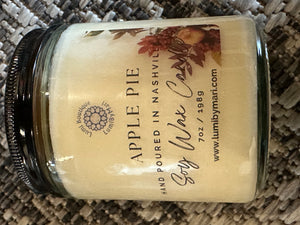 APPLE PIE
HAND POURED IN NASHVILLE
Soy Wax Candle
7oz / 198g
www.lumibymari.com